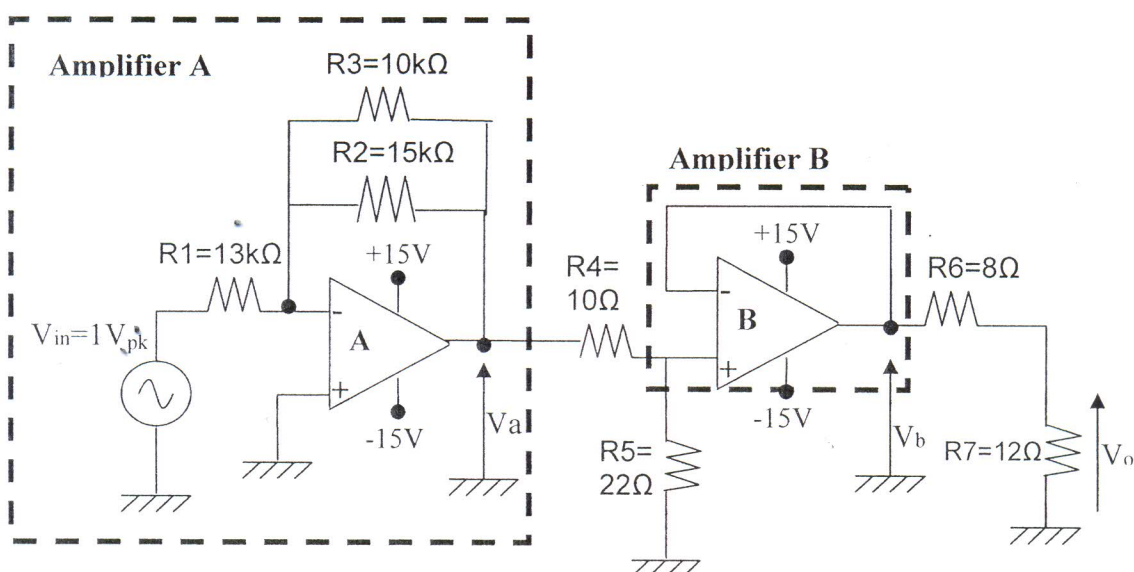 Amplifier A
R3=10kΩ
R2=15kΩ
Amplifier B
R1=13kΩ
+15V
+15V
R4=
10Ω
R6=8Ω
-
-
Vin=1Vpk
A
B
+
+
-15V
-15V
Va
R5=
22Ω
Vb
R7=12Ω
Vo